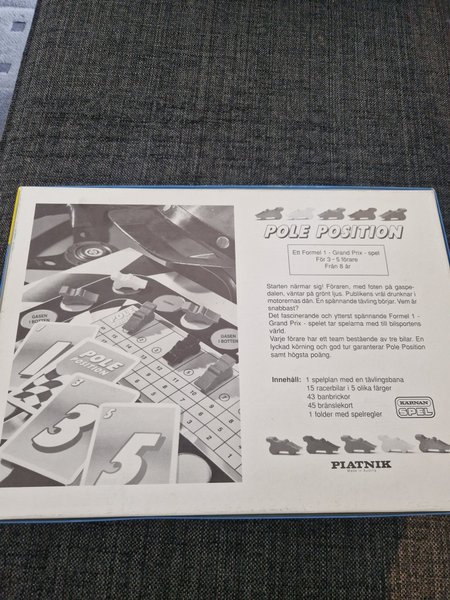 POLE POSITION
Ett Formel 1 - Grand Prix - spel
För 3 - 5 förare
Från 8 år
Starten närmar sig! Föraren, med foten på gaspe-
dalen, väntar på grönt ljus. Publikens vrål drunknar i
motorernas dån. En spännande tävling börjar. Vem är
snabbast?
Det fascinerande och ytterst spännande Formel 1 -
Grand Prix - spelet tar spelarna med till bilsportens
värld.
Varje förare har ett team bestående av tre bilar. En
lyckad körning och god tur garanterar Pole Position
samt högsta poäng.
Innehåll: 1 spelplan med en tävlingsbana
15 racerbilar i 5 olika färger
43 banbrickor
45 bränslekort
1 folder med spelregler
KARNAN
SPEL
PIATNIK
Made in Austria
GASEN
I BOTTEN
GASEN
I BOTTEN
POLE
POSITION
1
3
5
5